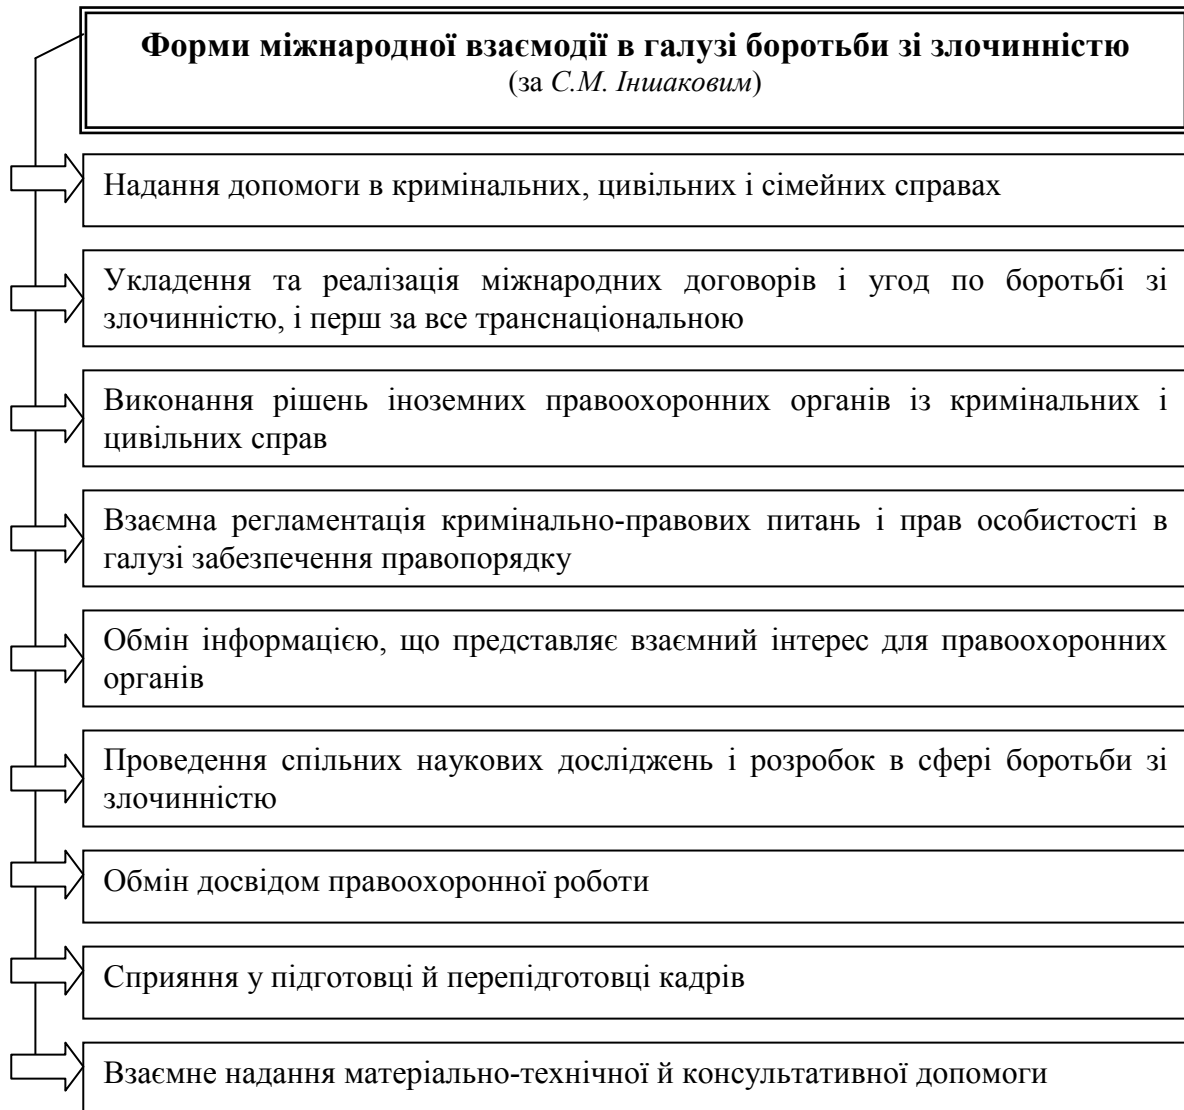 Форми міжнародної взаємодії в галузі боротьби зі злочинністю
(за С.М. Іншаковим)
Надання допомоги в кримінальних, цивільних і сімейних справах
Укладення та реалізація міжнародних договорів і угод по боротьбі зі
злочинністю, і перш за все транснаціональною
Виконання рішень іноземних правоохоронних органів із кримінальних і
цивільних справ
Взаємна регламентація кримінально-правових питань і прав особистості в
галузі забезпечення правопорядку
Обмін інформацією, що представляє взаємний інтерес для правоохоронних
органів
Проведення спільних наукових досліджень і розробок в сфері боротьби зі
злочинністю
Обмін досвідом правоохоронної роботи
Сприяння у підготовці й перепідготовці кадрів
Взаємне надання матеріально-технічної й консультативної допомоги